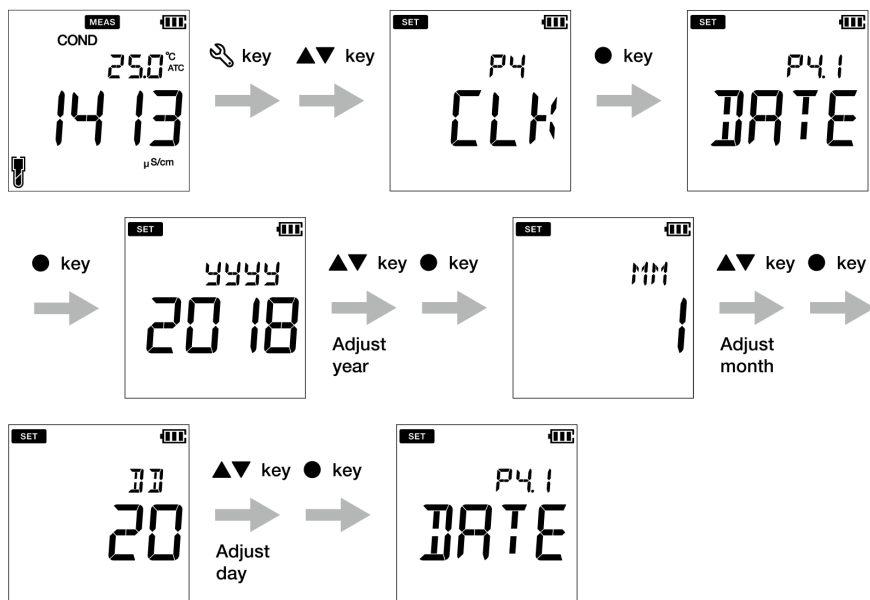 MEAS
COND
25.0 °C
ATC
1413
µS/cm
key
▲▼ key
SET
P4
CLK
● key
SET
P4.1
DATE
● key
SET
YYYY
2018
▲▼ key ● key
Adjust
year
SET
MM
1
▲▼ key ● key
Adjust
month
SET
DD
20
▲▼ key ● key
Adjust
day
SET
P4.1
DATE